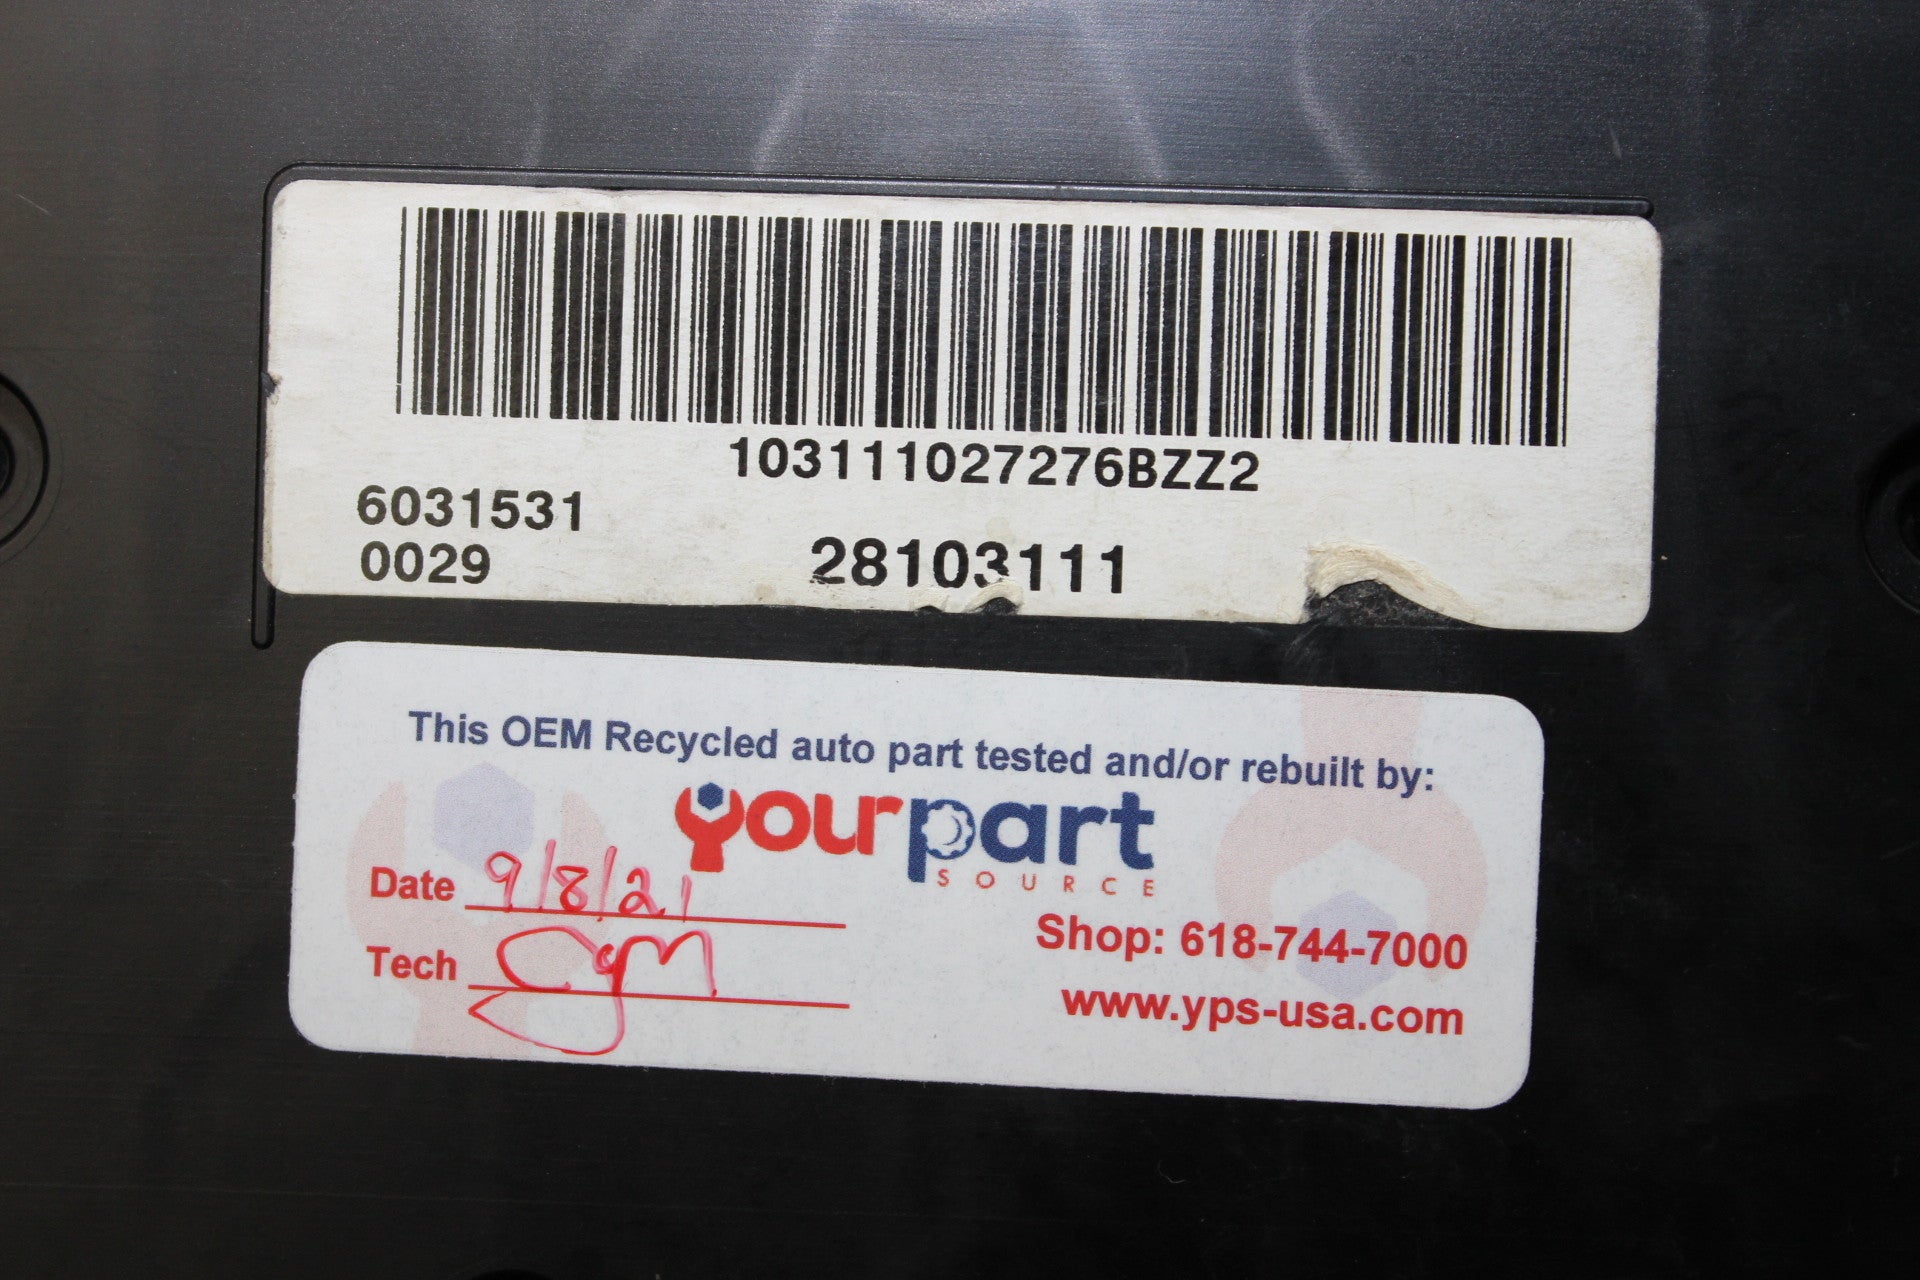 103111027276BZZ2
6031531
0029
28103111
This OEM Recycled auto part tested and/or rebuilt by:
yourpart
SOURCE
Date 9/8/21
Tech
Shop: 618-744-7000
www.yps-usa.com